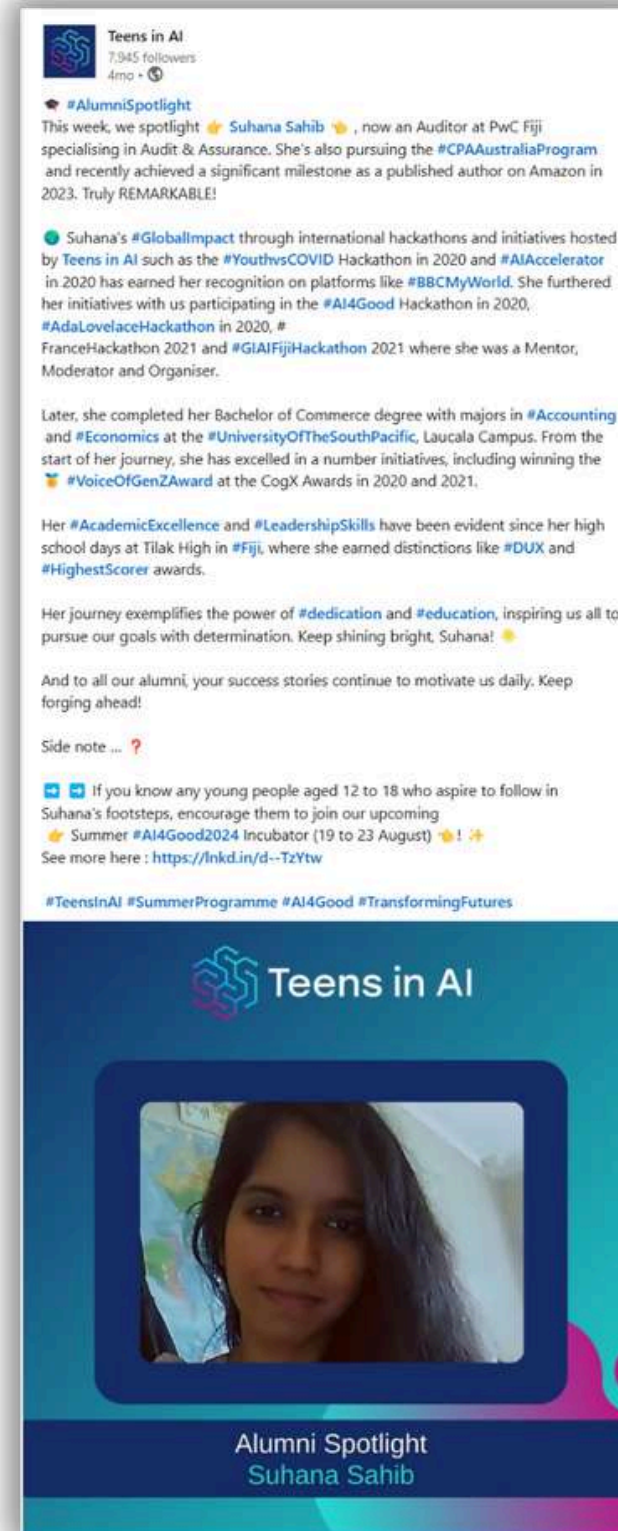 Teens in AI
7,945 followers
4mo •
#AlumniSpotlight
This week, we spotlight 👉 Suhana Sahib 👈 , now an Auditor at PwC Fiji
specialising in Audit & Assurance. She's also pursuing the #CPAAustraliaProgram
and recently achieved a significant milestone as a published author on Amazon in
2023. Truly REMARKABLE!
Suhana's #GlobalImpact through international hackathons and initiatives hosted
by Teens in AI such as the #YouthvsCOVID Hackathon in 2020 and #AIAccelerator
in 2020 has earned her recognition on platforms like #BBCMyWorld. She furthered
her initiatives with us participating in the #AI4Good Hackathon in 2020,
#AdaLovelaceHackathon in 2020, #
FranceHackathon 2021 and #GIAIFijiHackathon 2021 where she was a Mentor,
Moderator and Organiser.
Later, she completed her Bachelor of Commerce degree with majors in #Accounting
and #Economics at the #UniversityOfTheSouthPacific, Laucala Campus. From the
start of her journey, she has excelled in a number initiatives, including winning the
🏅 #VoiceOfGenZAward at the CogX Awards in 2020 and 2021.
Her #AcademicExcellence and #LeadershipSkills have been evident since her high
school days at Tilak High in #Fiji, where she earned distinctions like #DUX and
#HighestScorer awards.
Her journey exemplifies the power of #dedication and #education, inspiring us all to
pursue our goals with determination. Keep shining bright, Suhana! 🌟
And to all our alumni, your success stories continue to motivate us daily. Keep
forging ahead!
Side note ... ❓
➡️ ➡️ If you know any young people aged 12 to 18 who aspire to follow in
Suhana's footsteps, encourage them to join our upcoming
👉 Summer #AI4Good2024 Incubator (19 to 23 August) 👈 ! ✨
See more here : https://lnkd.in/d--TzYtw
#TeensInAI #SummerProgramme #AI4Good #TransformingFutures
Teens in AI
Alumni Spotlight
Suhana Sahib